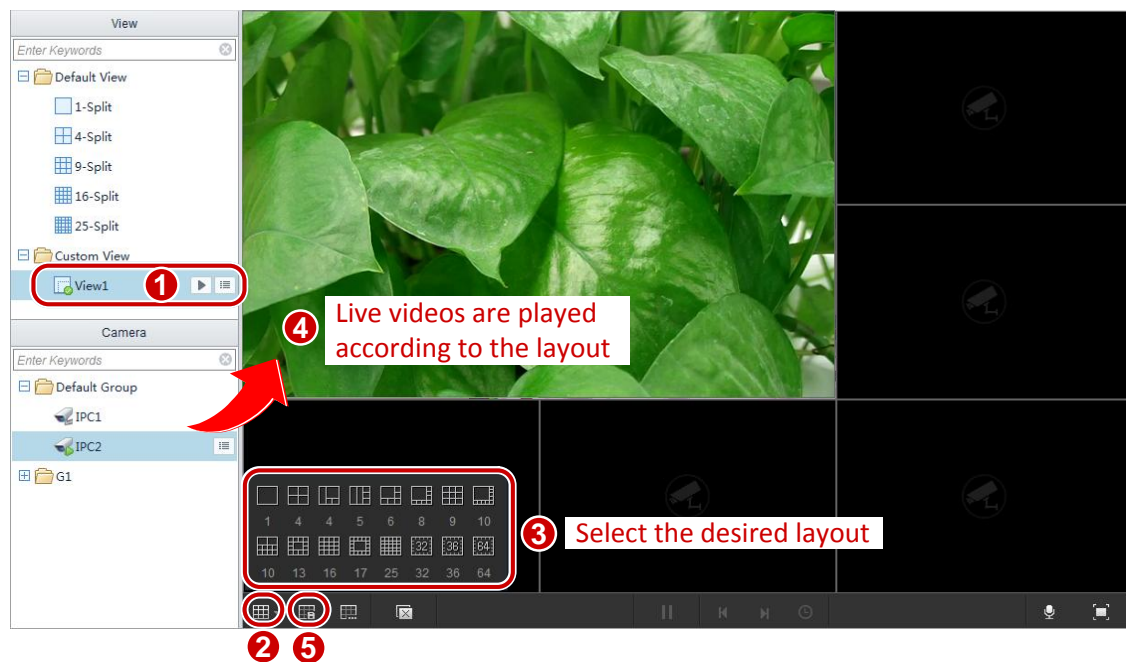 View
Enter Keywords
Default View
1-Split
4-Split
9-Split
16-Split
25-Split
Custom View
View1
1
Camera
Enter Keywords
Default Group
IPC1
IPC2
G1
4
Live videos are played
according to the layout
1 4 4 5 6 8 9 10
32 36 64
10 13 16 17 25 32 36 64
3
Select the desired layout
2
5